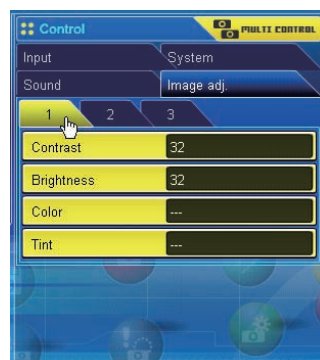 Control MULTI CONTROL
Input System
Sound Image adj.
1 2 3
Contrast 32
Brightness 32
Color ---
Tint ---